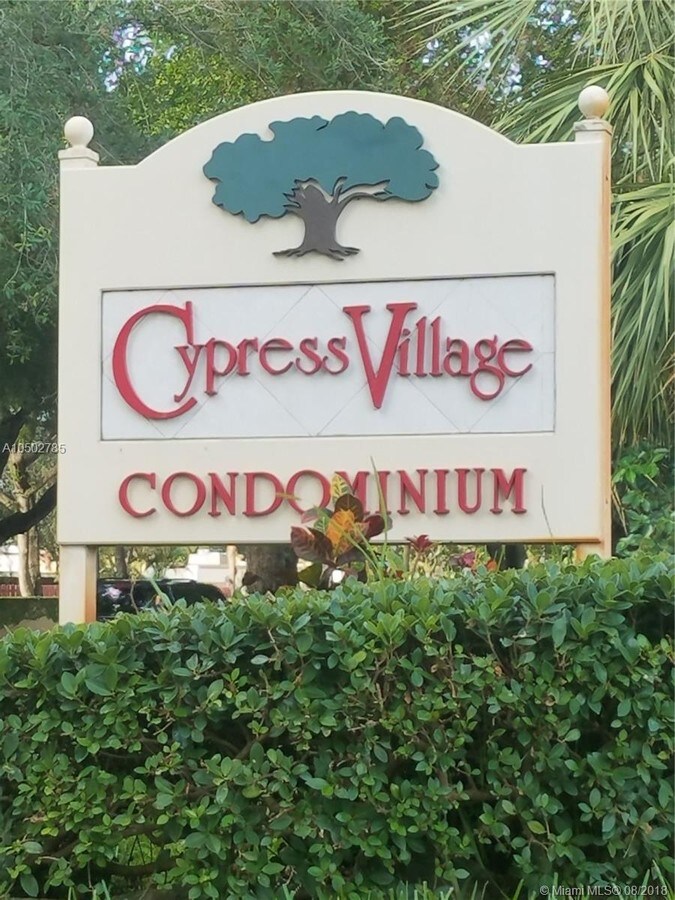 Cypress Village
CONDOMINIUM
A10502785
© Miami MLS® 08/2018